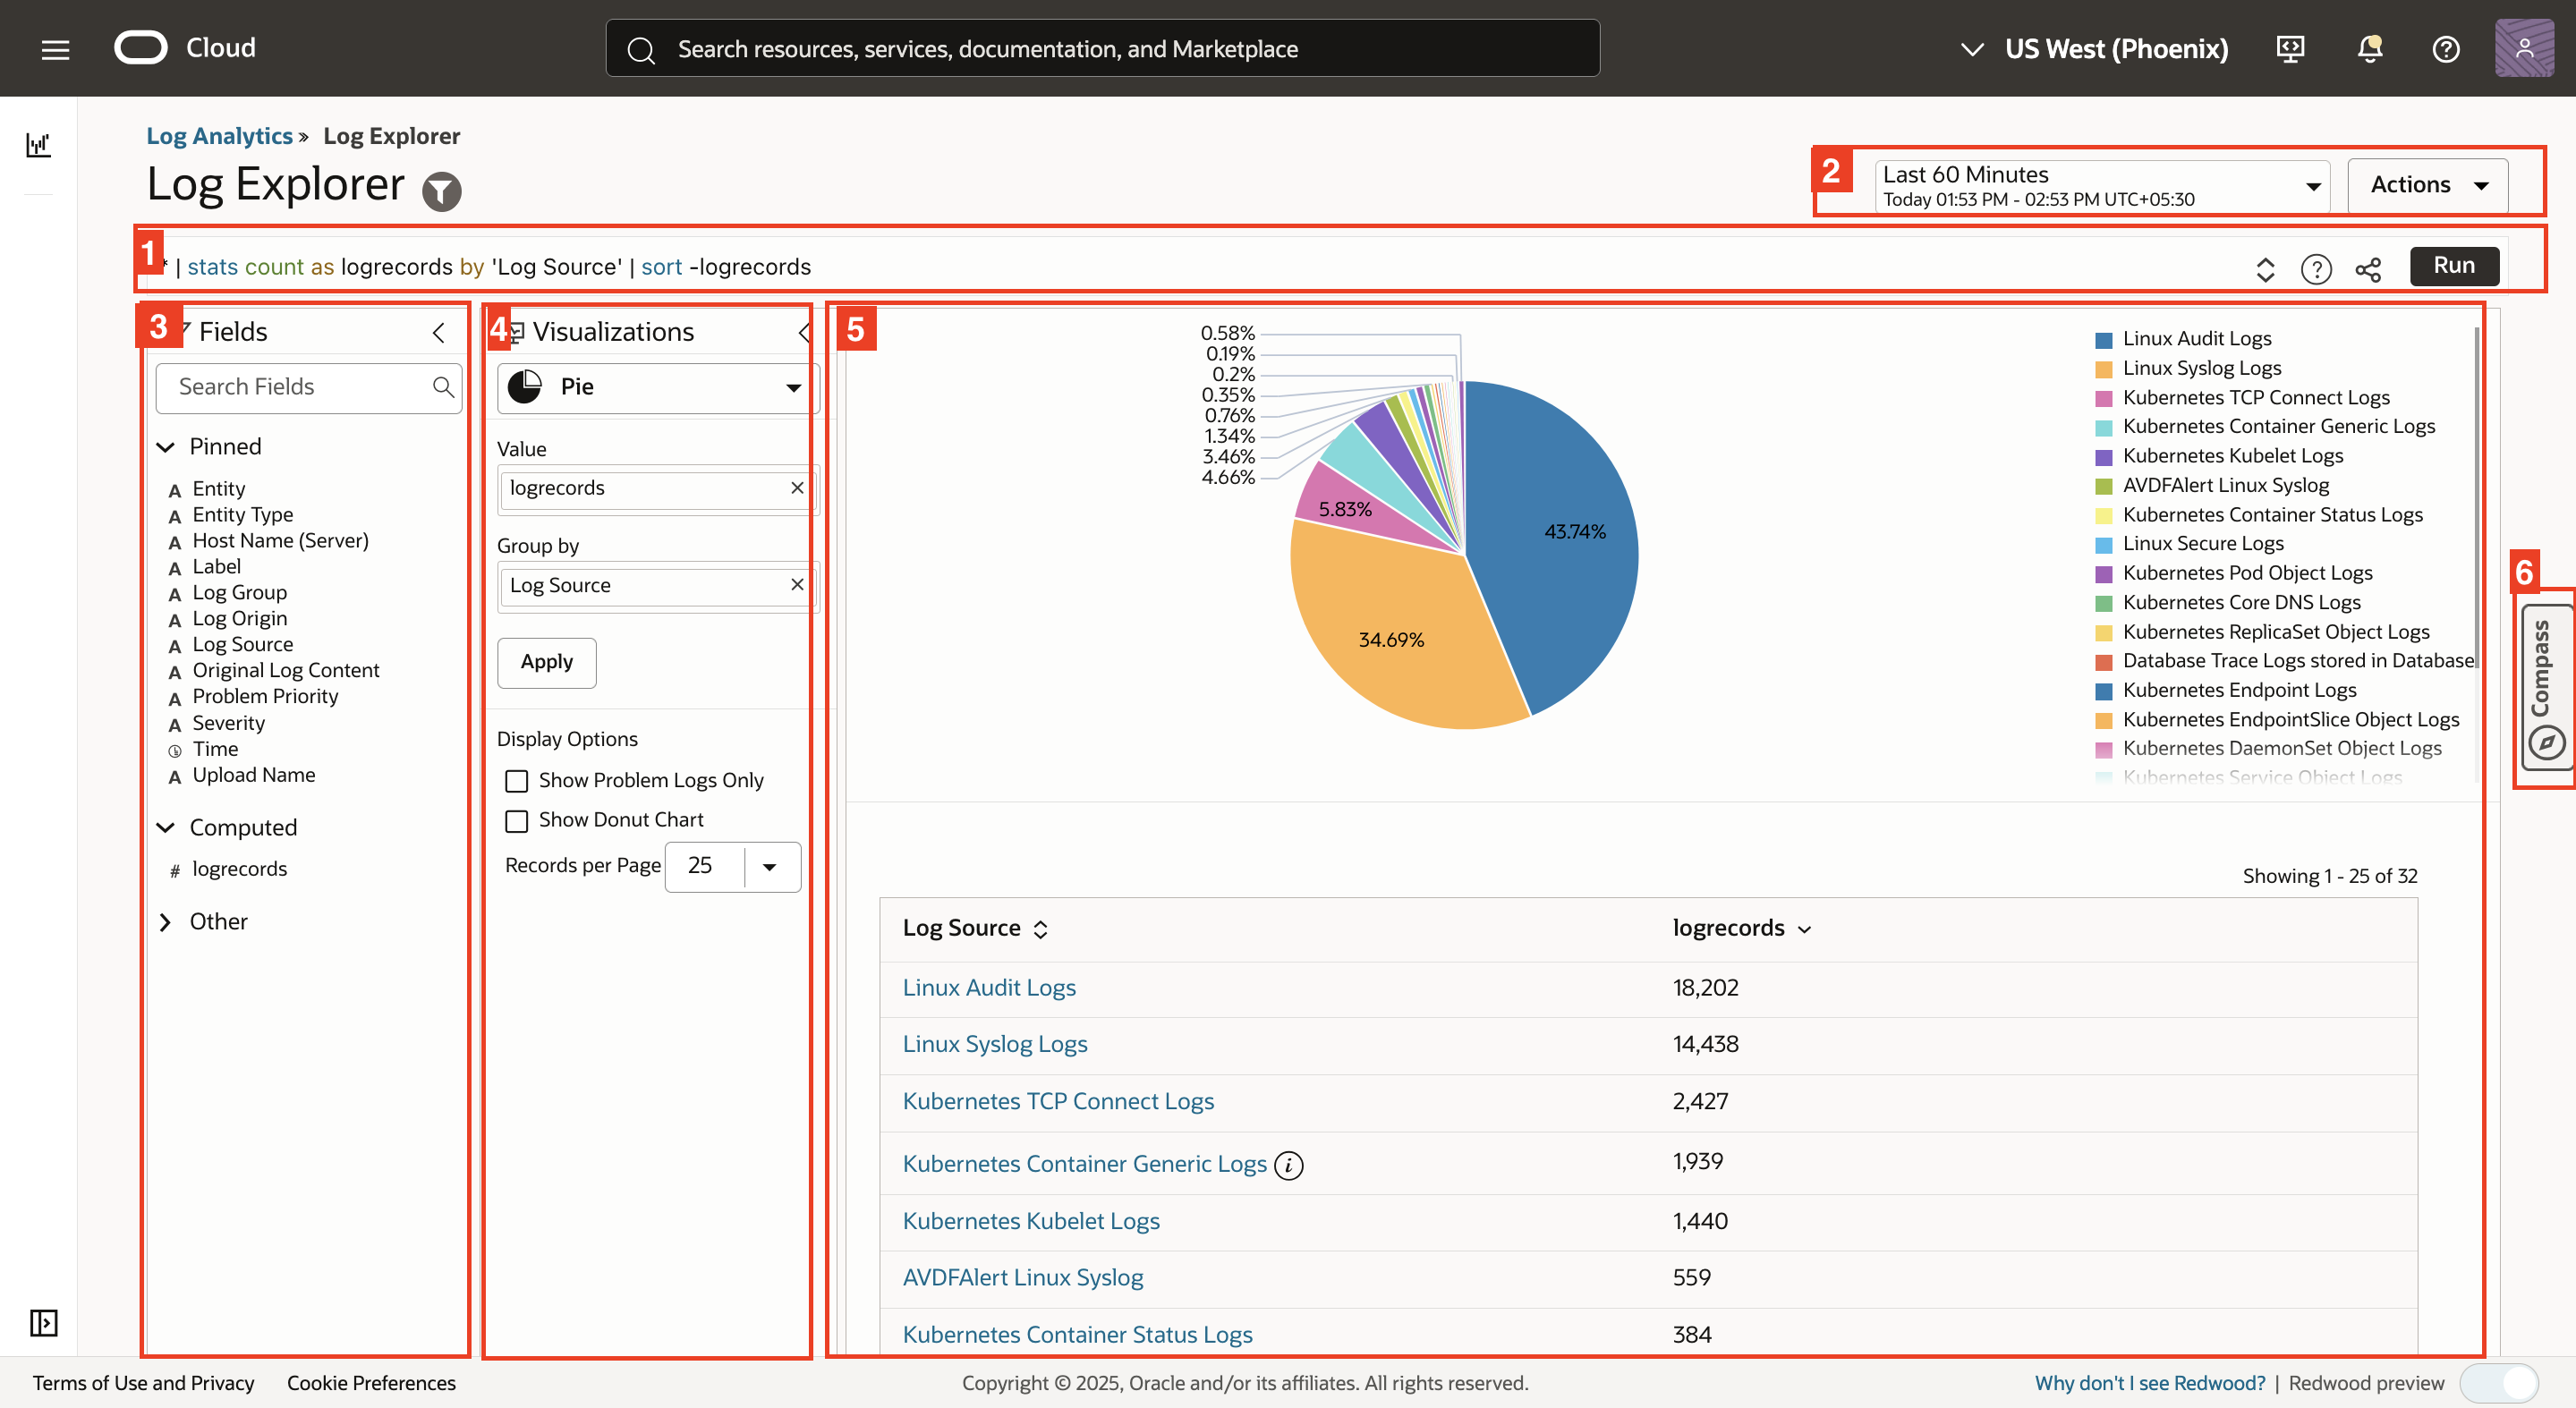 Cloud
Search resources, services, documentation, and Marketplace
US West (Phoenix)
Log Analytics » Log Explorer
Log Explorer
2
Last 60 Minutes
Today 01:53 PM - 02:53 PM UTC+05:30
Actions
1
* | stats count as logrecords by 'Log Source' | sort -logrecords
?
Run
3
Fields
Search Fields
Pinned
A Entity
A Entity Type
A Host Name (Server)
A Label
A Log Group
A Log Origin
A Log Source
A Original Log Content
A Problem Priority
A Severity
Time
A Upload Name
Computed
# logrecords
Other
4
Visualizations
Pie
Value
logrecords
Group by
Log Source
Apply
Display Options
Show Problem Logs Only
Show Donut Chart
Records per Page 25
5
0.58%
0.19%
0.2%
0.35%
0.76%
1.34%
3.46%
4.66%
5.83%
43.74%
34.69%
Linux Audit Logs
Linux Syslog Logs
Kubernetes TCP Connect Logs
Kubernetes Container Generic Logs
Kubernetes Kubelet Logs
AVDFAlert Linux Syslog
Kubernetes Container Status Logs
Linux Secure Logs
Kubernetes Pod Object Logs
Kubernetes Core DNS Logs
Kubernetes ReplicaSet Object Logs
Database Trace Logs stored in Database
Kubernetes Endpoint Logs
Kubernetes EndpointSlice Object Logs
Kubernetes DaemonSet Object Logs
Kubernetes Service Object Logs
6
Compass
Showing 1 - 25 of 32
Log Source logrecords
Linux Audit Logs 18,202
Linux Syslog Logs 14,438
Kubernetes TCP Connect Logs 2,427
Kubernetes Container Generic Logs i 1,939
Kubernetes Kubelet Logs 1,440
AVDFAlert Linux Syslog 559
Kubernetes Container Status Logs 384
Terms of Use and Privacy Cookie Preferences
Copyright © 2025, Oracle and/or its affiliates. All rights reserved.
Why don't I see Redwood? | Redwood preview